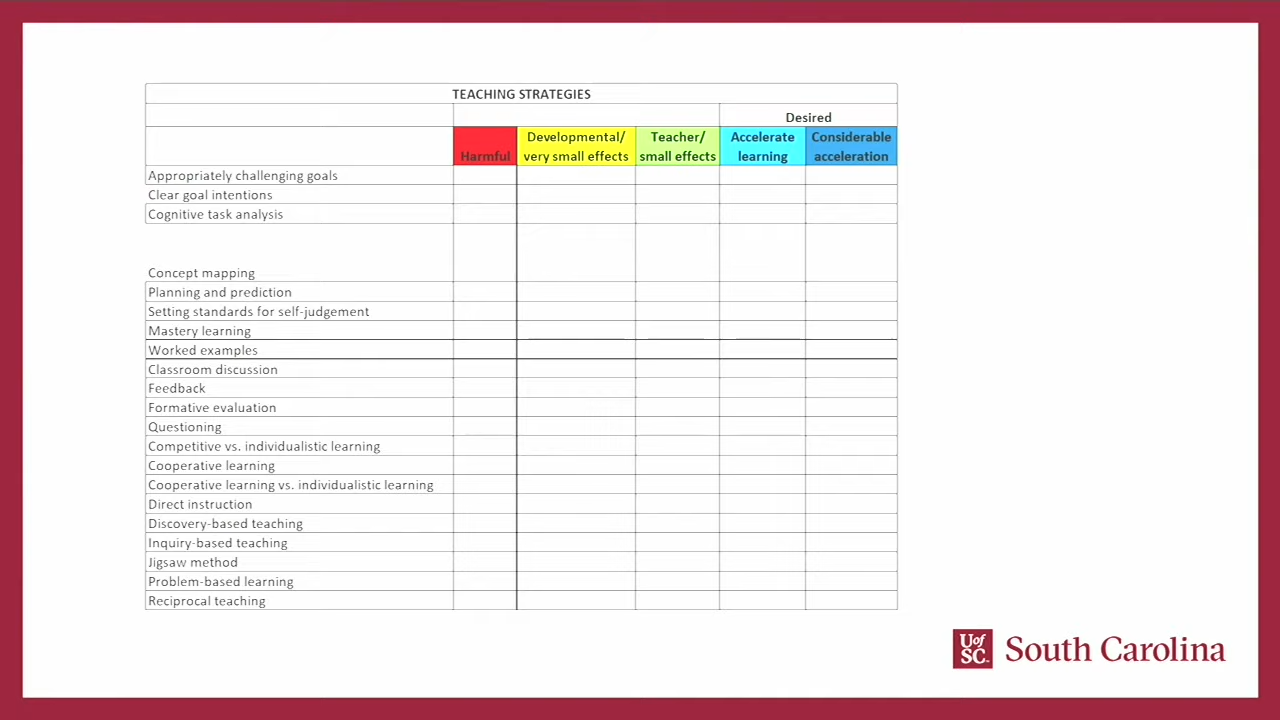 TEACHING STRATEGIES
Desired
Harmful
Developmental/
very small effects
Teacher/
small effects
Accelerate
learning
Considerable
acceleration
Appropriately challenging goals
Clear goal intentions
Cognitive task analysis
Concept mapping
Planning and prediction
Setting standards for self-judgement
Mastery learning
Worked examples
Classroom discussion
Feedback
Formative evaluation
Questioning
Competitive vs. individualistic learning
Cooperative learning
Cooperative learning vs. individualistic learning
Direct instruction
Discovery-based teaching
Inquiry-based teaching
Jigsaw method
Problem-based learning
Reciprocal teaching
UofSC.
South Carolina